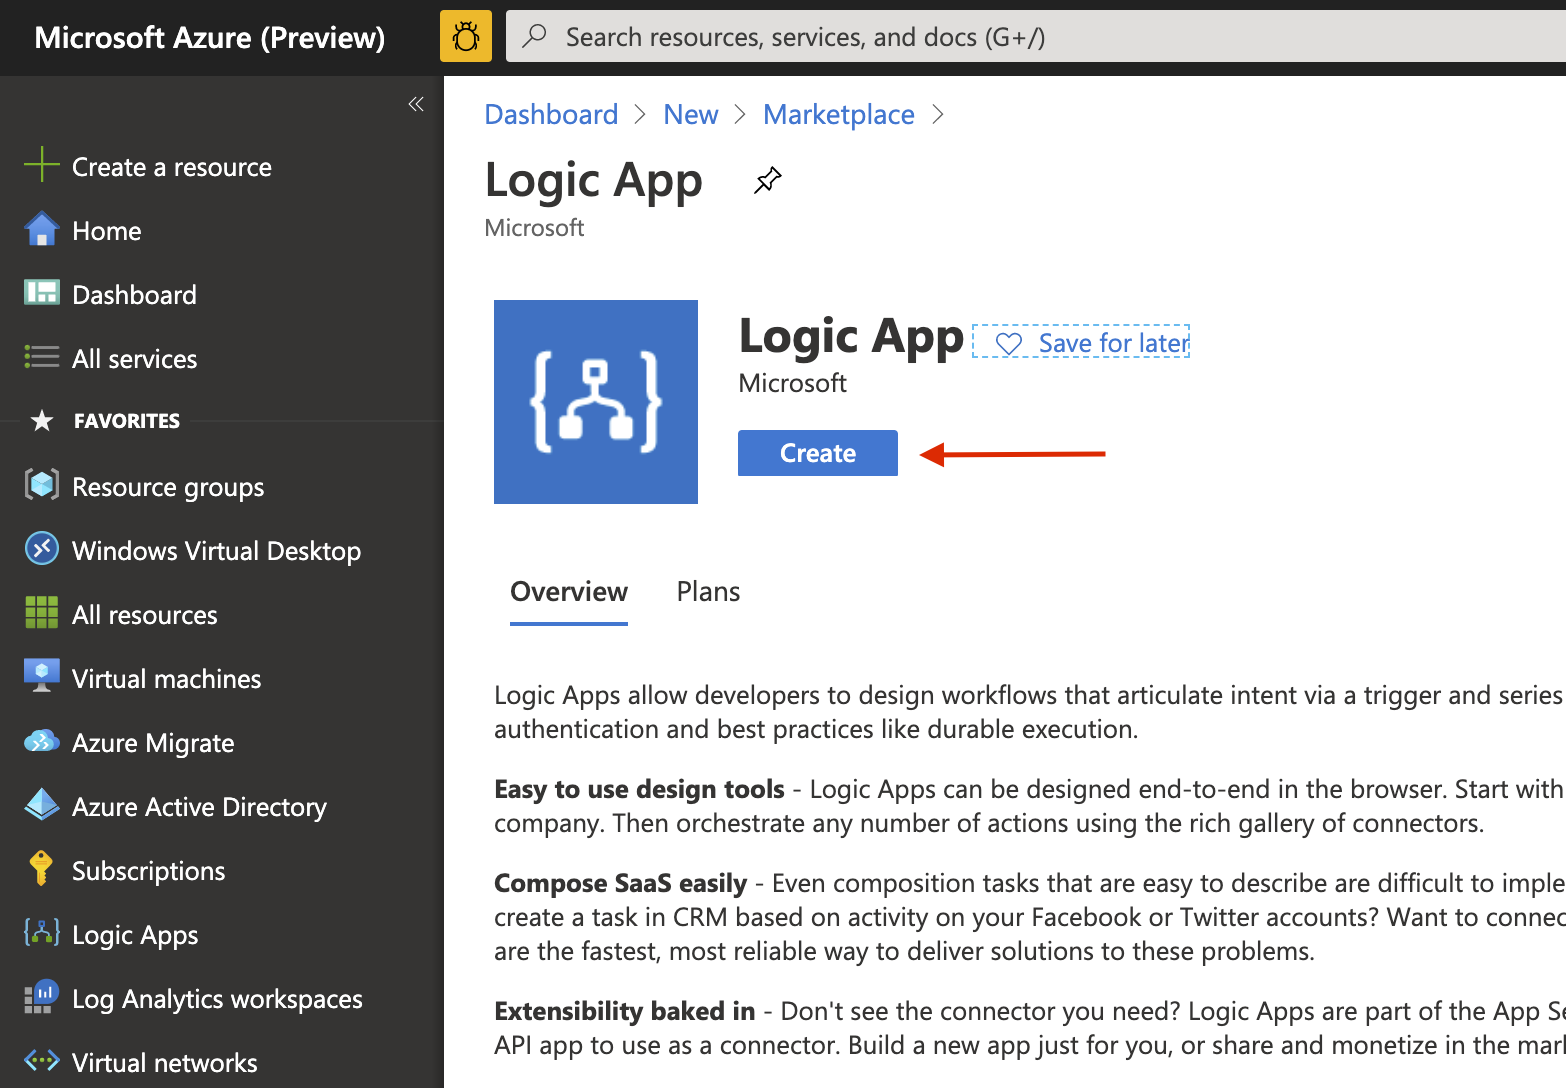 Microsoft Azure (Preview)
Search resources, services, and docs (G+/)
«
Create a resource
Home
Dashboard
All services
FAVORITES
Resource groups
Windows Virtual Desktop
All resources
Virtual machines
Azure Migrate
Azure Active Directory
Subscriptions
Logic Apps
Log Analytics workspaces
Virtual networks
Dashboard > New > Marketplace >
Logic App
Microsoft
Logic App
Save for later
Microsoft
Create
Overview Plans
Logic Apps allow developers to design workflows that articulate intent via a trigger and series
authentication and best practices like durable execution.
Easy to use design tools - Logic Apps can be designed end-to-end in the browser. Start with
company. Then orchestrate any number of actions using the rich gallery of connectors.
Compose SaaS easily - Even composition tasks that are easy to describe are difficult to imple
create a task in CRM based on activity on your Facebook or Twitter accounts? Want to connec
are the fastest, most reliable way to deliver solutions to these problems.
Extensibility baked in - Don't see the connector you need? Logic Apps are part of the App Se
API app to use as a connector. Build a new app just for you, or share and monetize in the mar